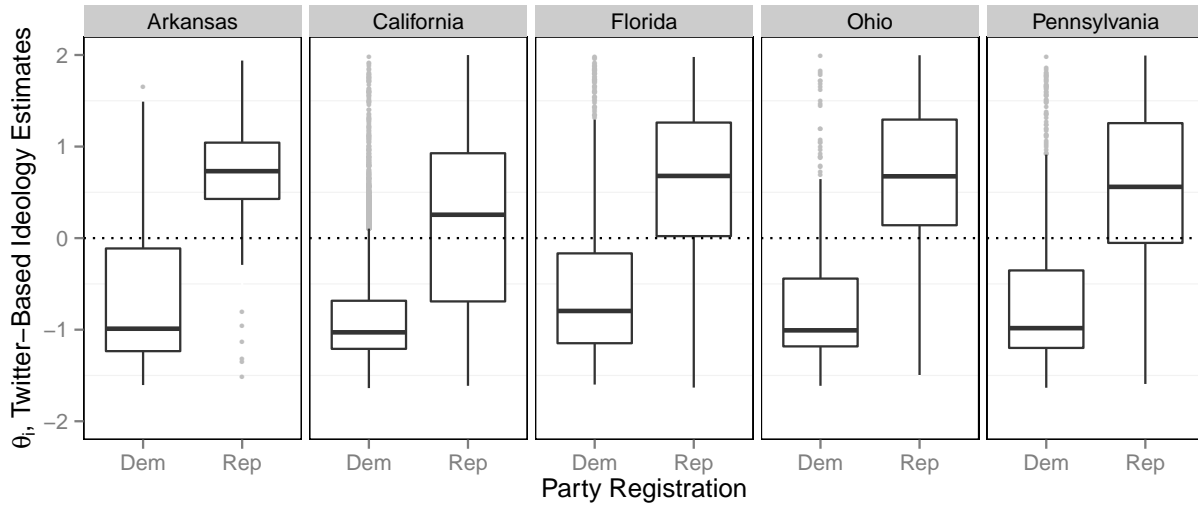 Arkansas California Florida Ohio Pennsylvania
θi, Twitter−Based Ideology Estimates
2
1
0
−1
−2
Dem Rep Dem Rep Dem Rep Dem Rep Dem Rep
Party Registration